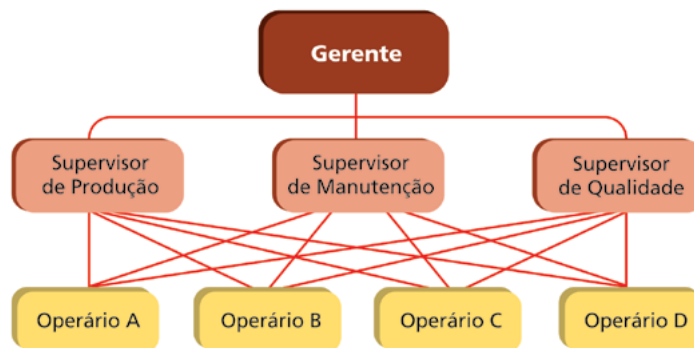 Gerente
Supervisor
de Produção
Supervisor
de Manutenção
Supervisor
de Qualidade
Operário A
Operário B
Operário C
Operário D